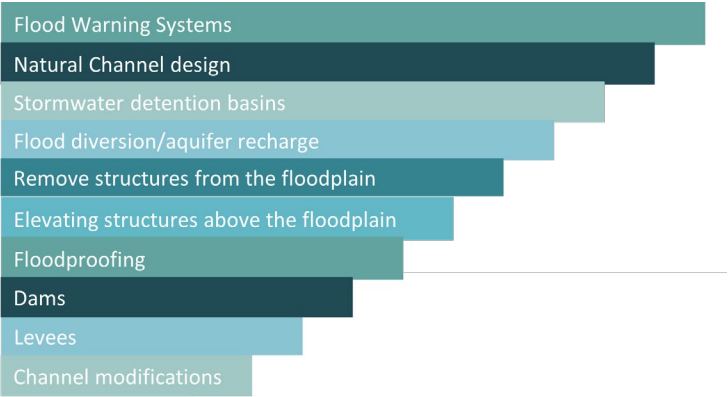 Flood Warning Systems
Natural Channel design
Stormwater detention basins
Flood diversion/aquifer recharge
Remove structures from the floodplain
Elevating structures above the floodplain
Floodproofing
Dams
Levees
Channel modifications